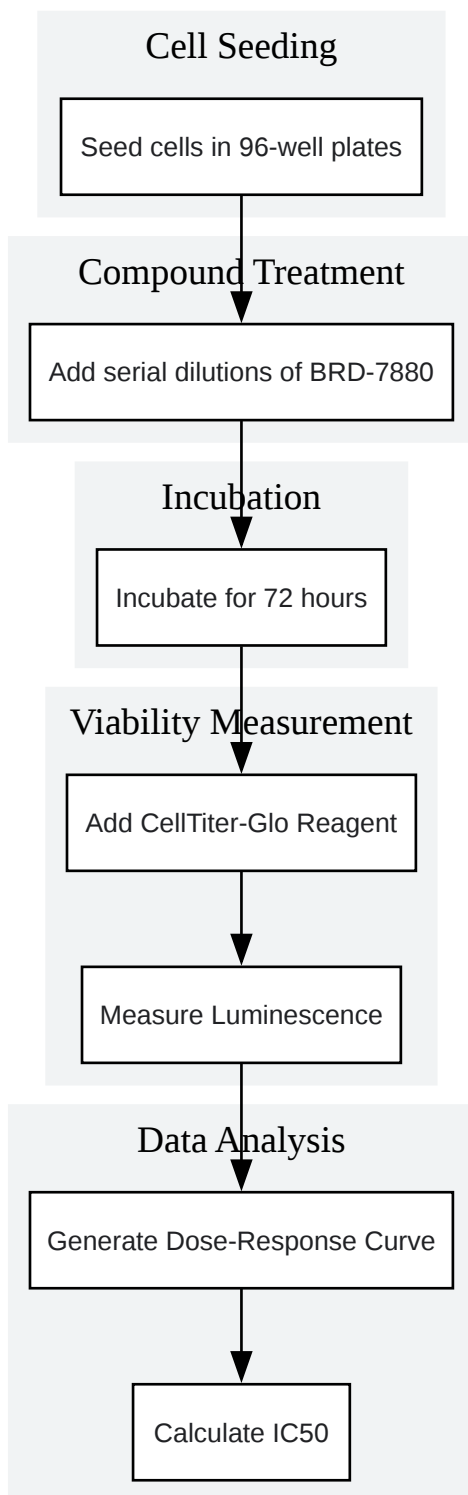 Cell Seeding
Seed cells in 96-well plates
Compound Treatment
Add serial dilutions of BRD-7880
Incubation
Incubate for 72 hours
Viability Measurement
Add CellTiter-Glo Reagent
Measure Luminescence
Data Analysis
Generate Dose-Response Curve
Calculate IC50